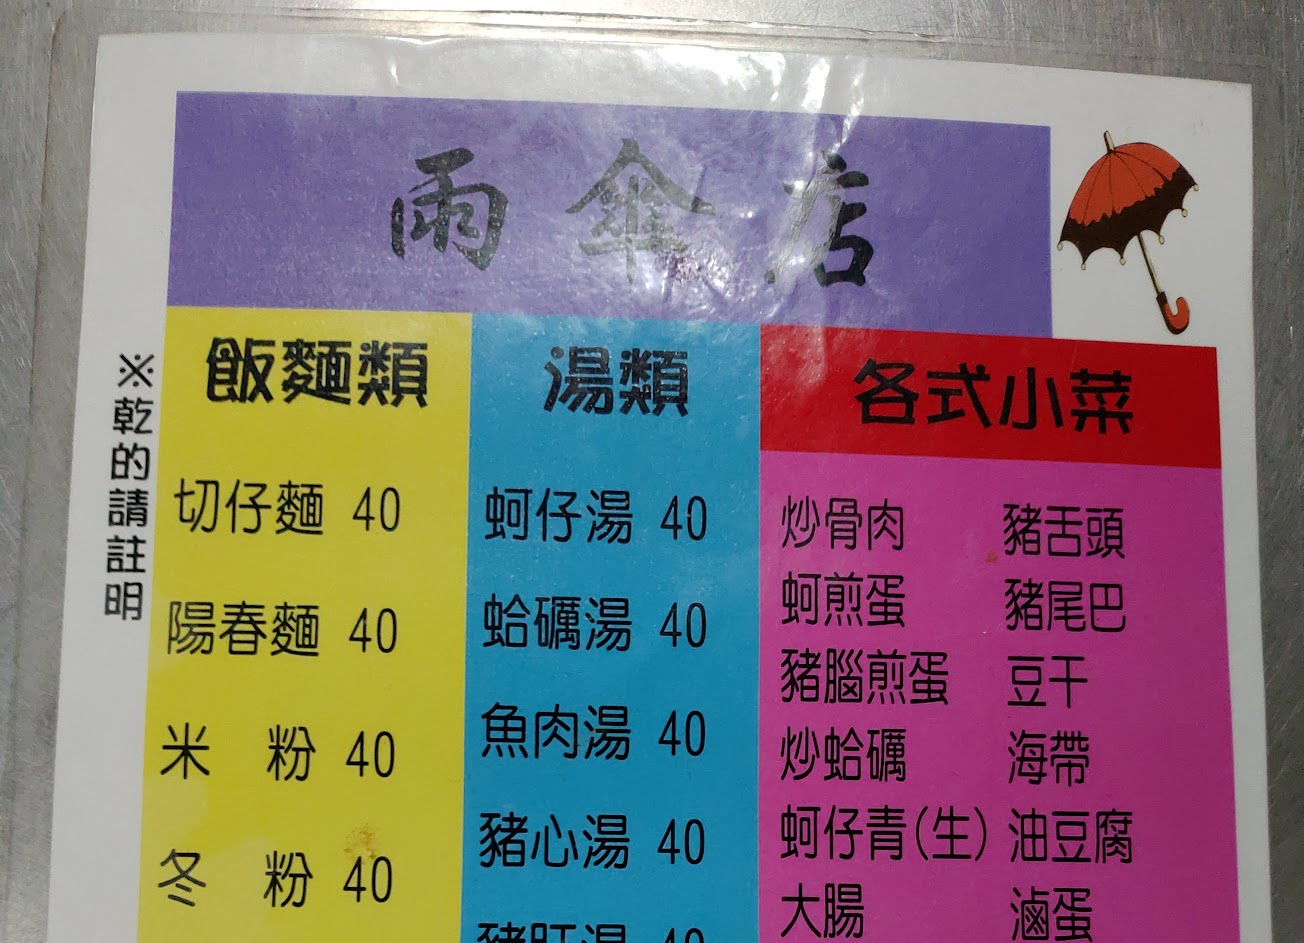 雨傘店
※乾的請註明
飯麵類
切仔麵 40
陽春麵 40
米 粉 40
冬 粉 40
湯類
蚵仔湯 40
蛤礪湯 40
魚肉湯 40
豬心湯 40
豬肝湯 40
各式小菜
炒骨肉
蚵煎蛋
豬腦煎蛋
炒蛤礪
蚵仔青(生)
大腸
豬舌頭
豬尾巴
豆干
海帶
油豆腐
滷蛋